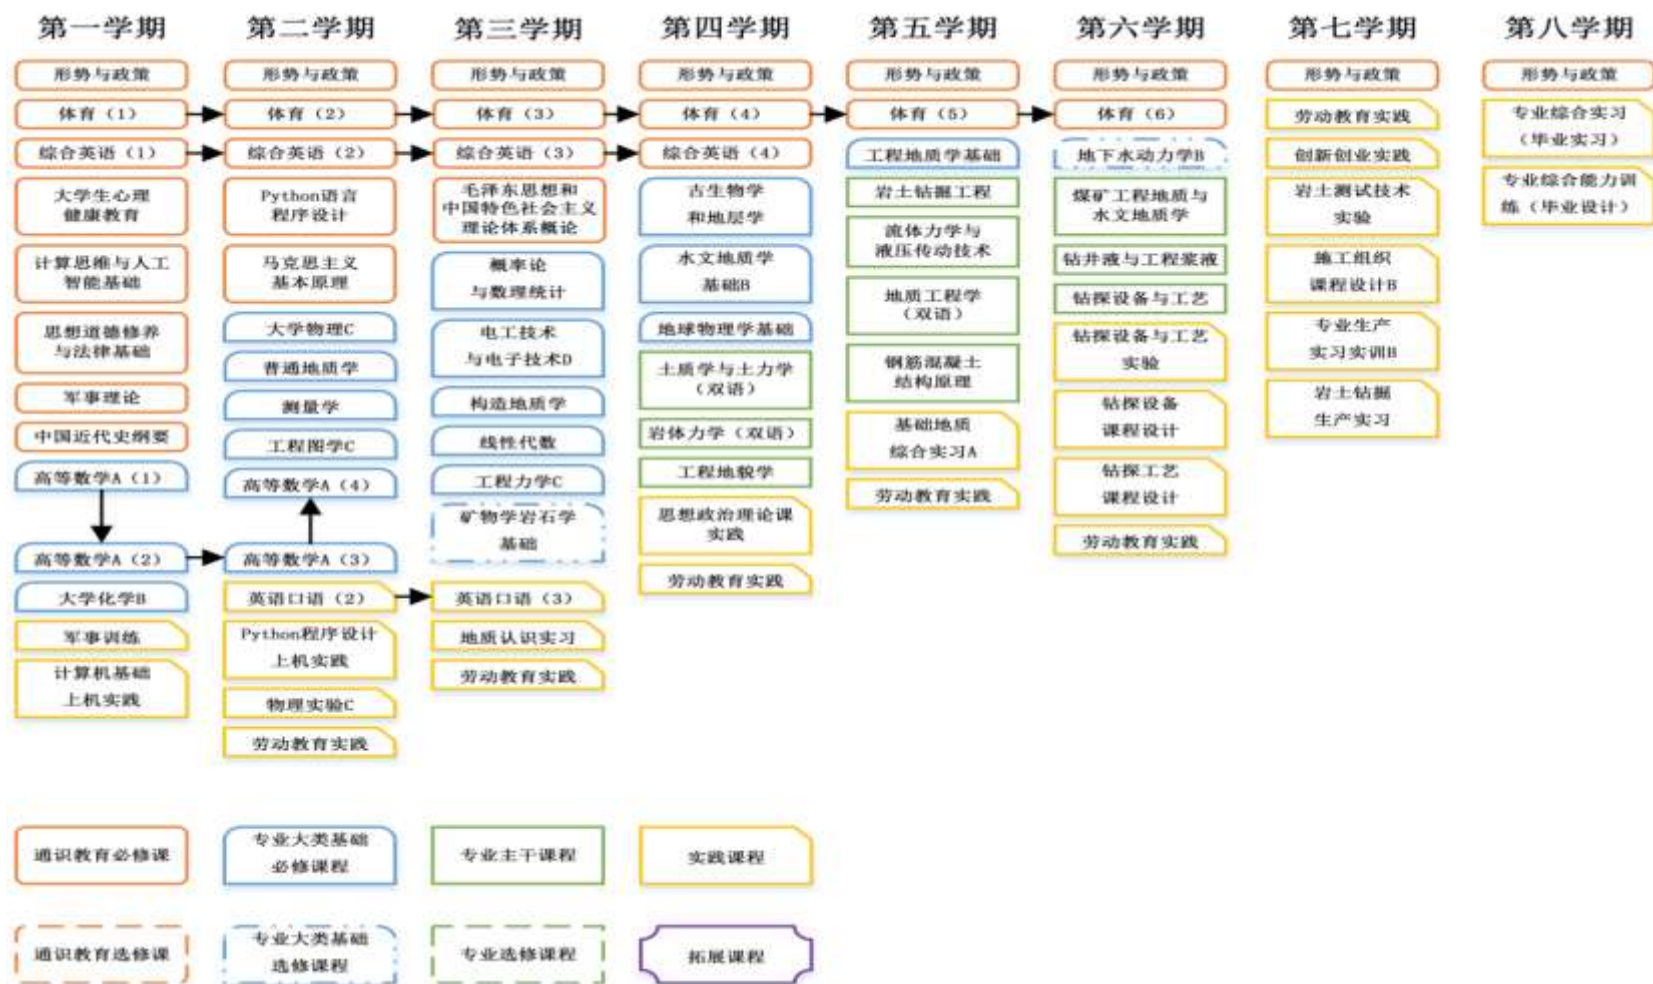 第一学期
第二学期
第三学期
第四学期
第五学期
第六学期
第七学期
第八学期
形势与政策
体育（1）
综合英语（1）
大学生心理
健康教育
计算思维与人工
智能基础
思想道德修养
与法律基础
军事理论
中国近代史纲要
高等数学A（1）
高等数学A（2）
大学化学B
军事训练
计算机基础
上机实践
形势与政策
体育（2）
综合英语（2）
Python语言
程序设计
马克思主义
基本原理
大学物理C
普通地质学
测量学
工程图学C
高等数学A（4）
高等数学A（3）
英语口语（2）
Python程序设计
上机实践
物理实验C
劳动教育实践
形势与政策
体育（3）
综合英语（3）
毛泽东思想和
中国特色社会主义
理论体系概论
概率论
与数理统计
电工技术
与电子技术D
构造地质学
线性代数
工程力学C
矿物学岩石学
基础
英语口语（3）
地质认识实习
劳动教育实践
形势与政策
体育（4）
综合英语（4）
古生物学
和地层学
水文地质学
基础B
地球物理学基础
土质学与土力学
（双语）
岩体力学（双语）
工程地貌学
思想政治理论课
实践
劳动教育实践
形势与政策
体育（5）
工程地质学基础
岩土钻掘工程
流体力学与
液压传动技术
地质工程学
（双语）
钢筋混凝土
结构原理
基础地质
综合实习A
劳动教育实践
形势与政策
体育（6）
地下水动力学B
煤矿工程地质与
水文地质学
钻井液与工程浆液
钻探设备与工艺
钻探设备与工艺
实验
钻探设备
课程设计
钻探工艺
课程设计
劳动教育实践
形势与政策
劳动教育实践
创新创业实践
岩土测试技术
实验
施工组织
课程设计B
专业生产
实习实训B
岩土钻掘
生产实习
形势与政策
专业综合实习
（毕业实习）
专业综合能力训
练（毕业设计）
通识教育必修课
专业大类基础
必修课程
专业主干课程
实践课程
通识教育选修课
专业大类基础
选修课程
专业选修课程
拓展课程